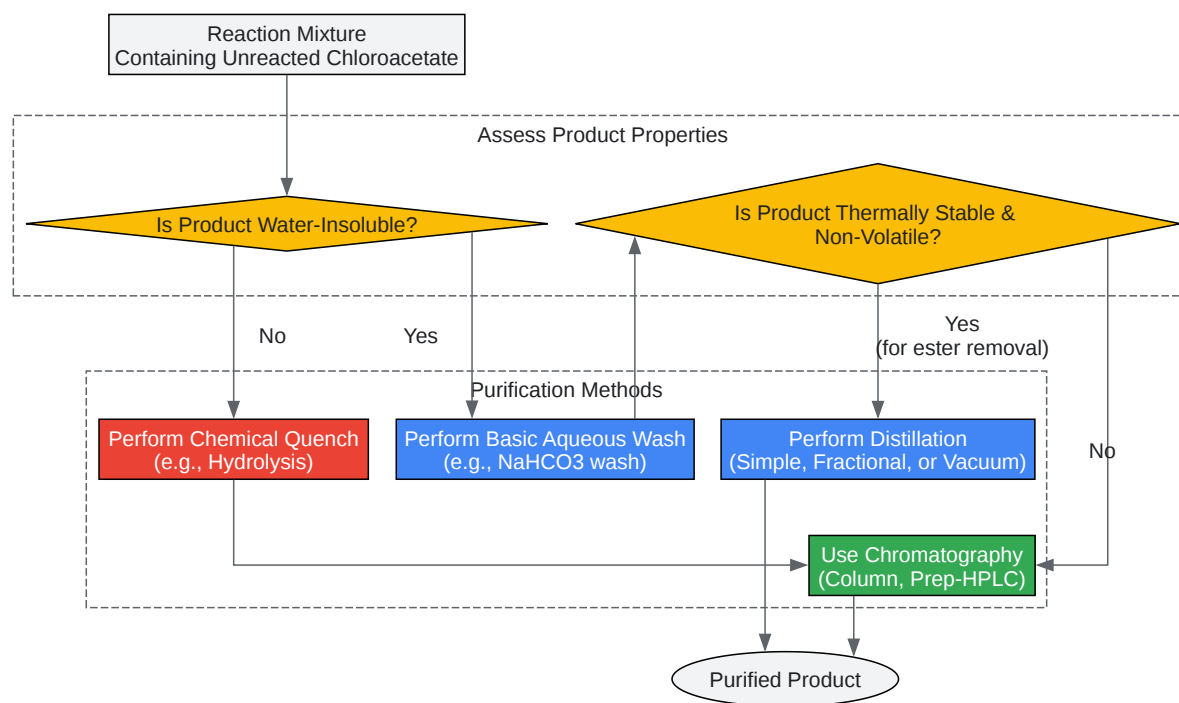 Reaction Mixture
Containing Unreacted Chloroacetate
Assess Product Properties
Is Product Water-Insoluble?
Is Product Thermally Stable &
Non-Volatile?
No
Yes
Yes
(for ester removal)
No
Purification Methods
Perform Chemical Quench
(e.g., Hydrolysis)
Perform Basic Aqueous Wash
(e.g., NaHCO3 wash)
Perform Distillation
(Simple, Fractional, or Vacuum)
Use Chromatography
(Column, Prep-HPLC)
Purified Product